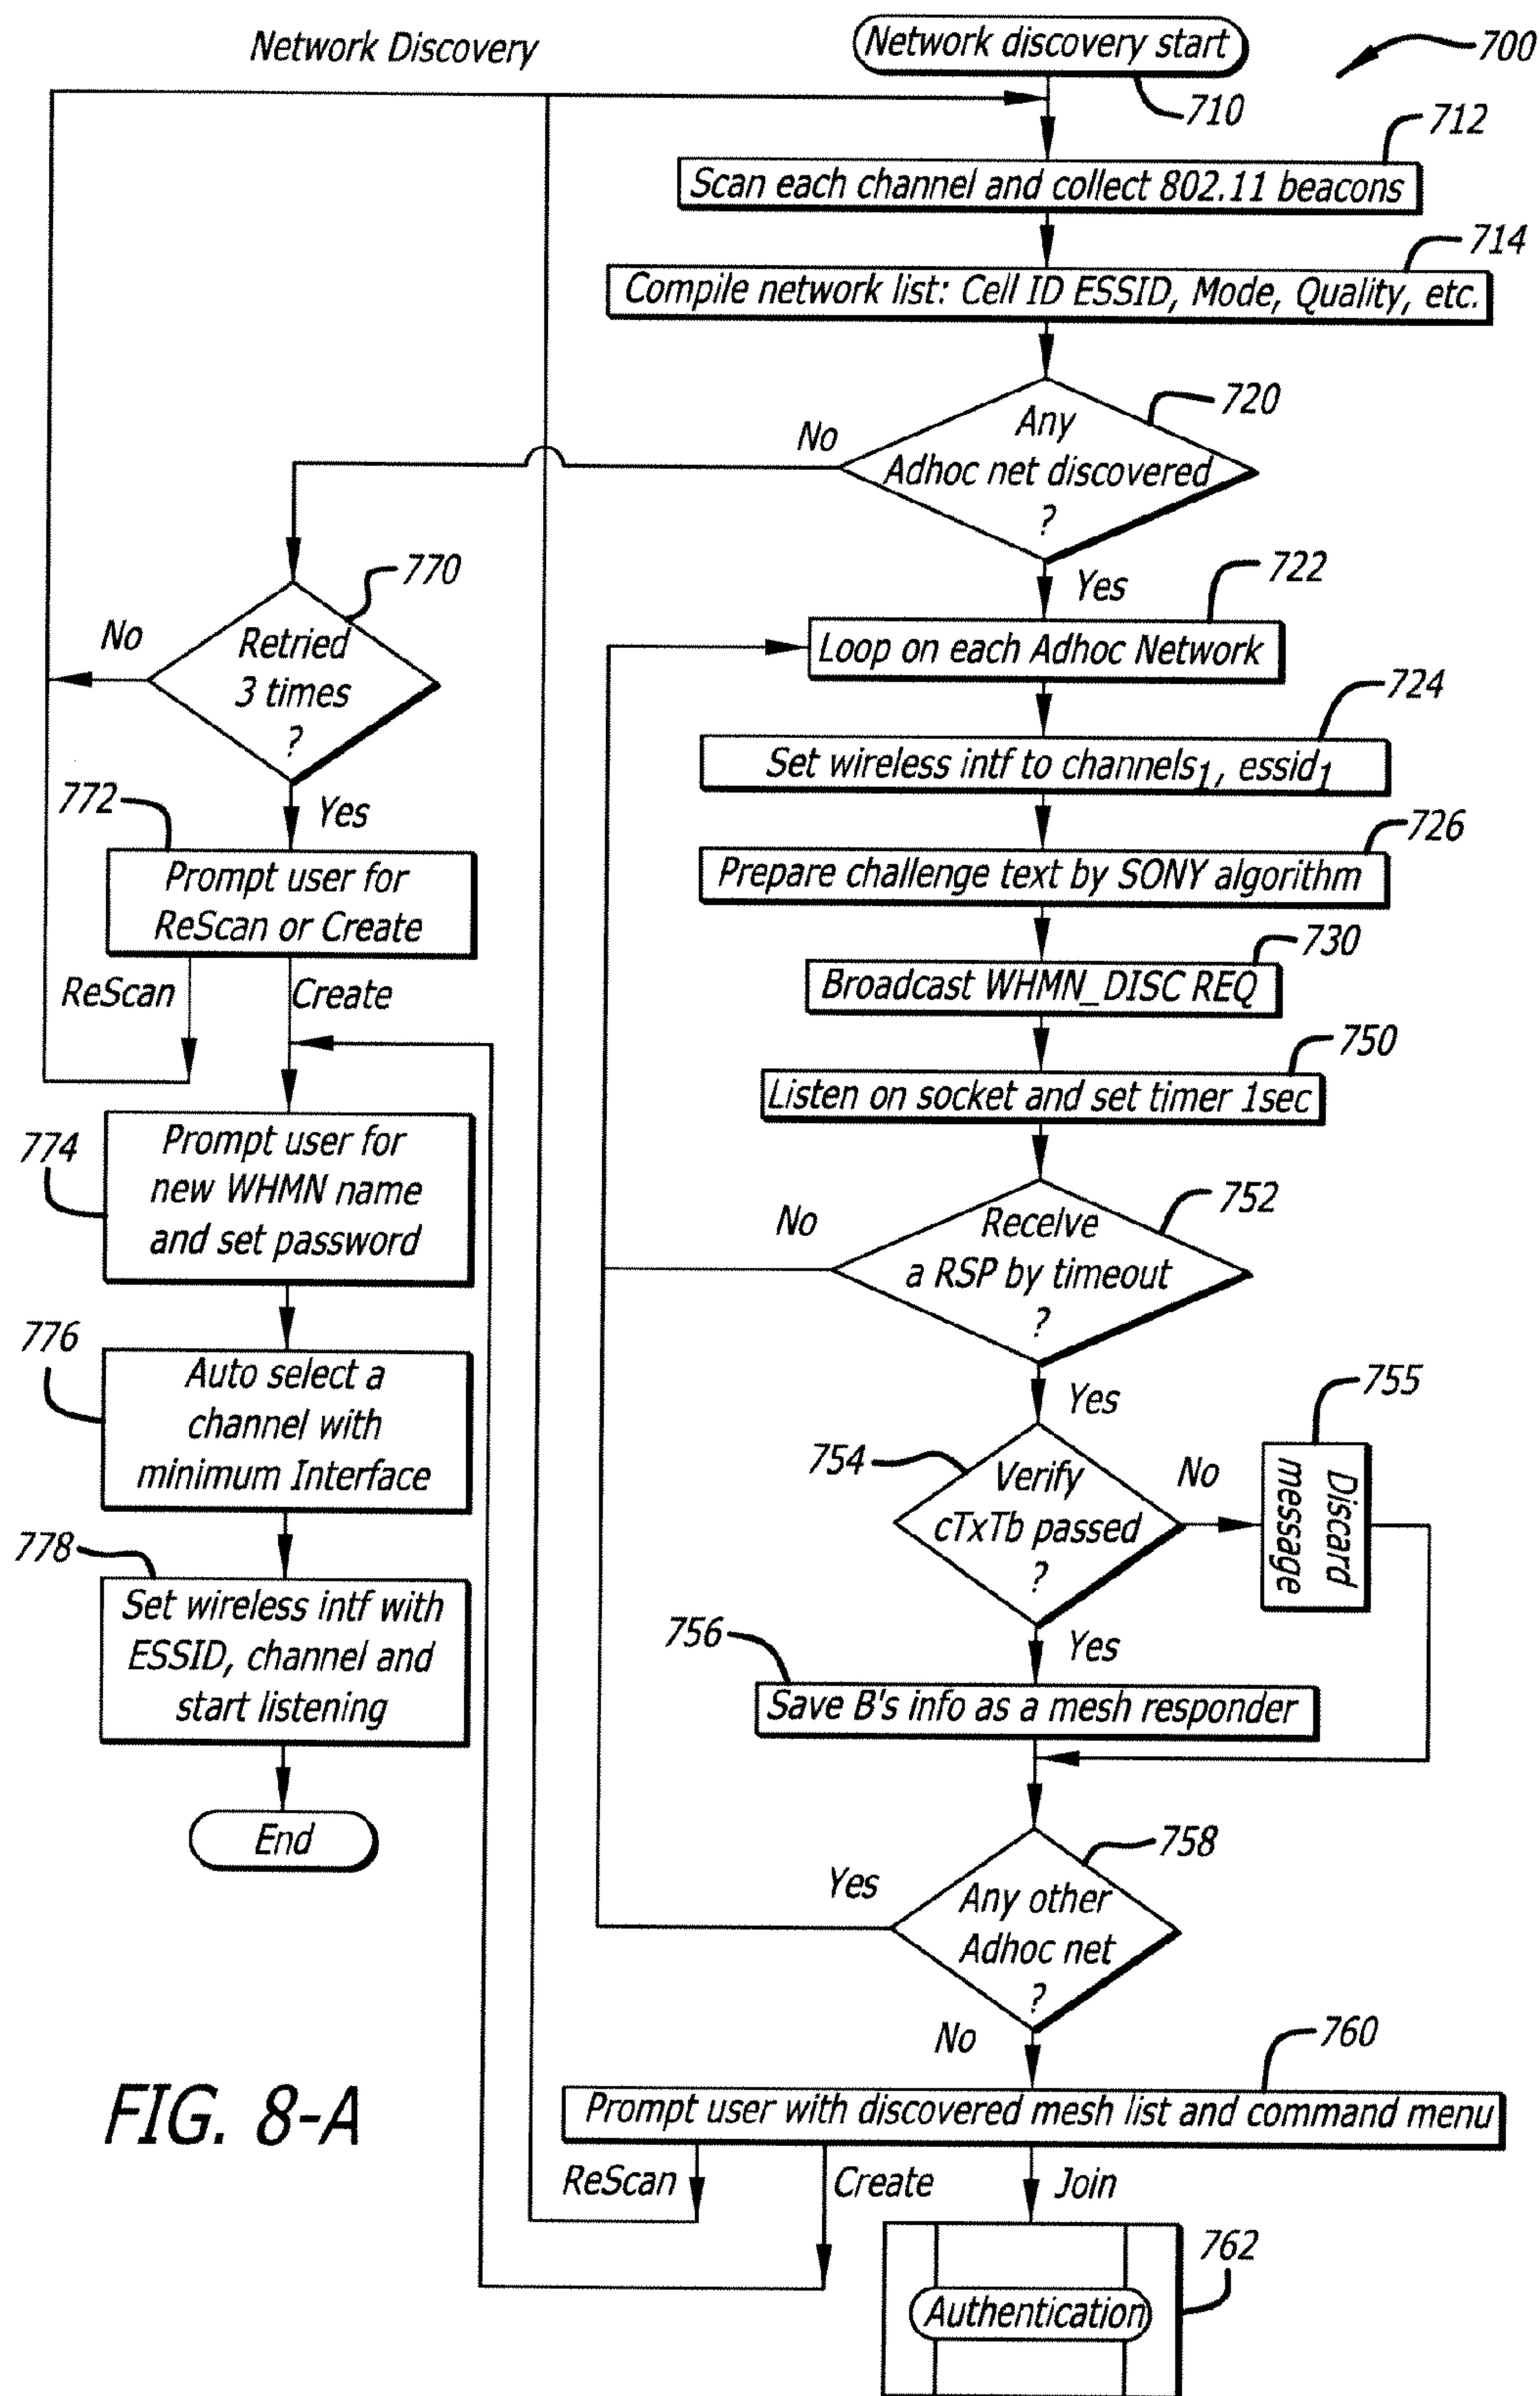 Network Discovery
Network discovery start
700
710
712
Scan each channel and collect 802.11 beacons
714
Compile network list: Cell ID ESSID, Mode, Quality, etc.
720
Any
Adhoc net discovered
?
No
Yes
722
Loop on each Adhoc Network
724
Set wireless intf to channels1, essid1
726
Prepare challenge text by SONY algorithm
730
Broadcast WHMN_DISC REQ
750
Listen on socket and set timer 1sec
752
Receive
a RSP by timeout
?
No
Yes
754
Verify
cTxTb passed
?
No
755
Discard
message
Yes
756
Save B's info as a mesh responder
758
Any other
Adhoc net
?
Yes
No
760
Prompt user with discovered mesh list and command menu
ReScan
Create
Join
762
Authentication
770
Retried
3 times
?
No
Yes
772
Prompt user for
ReScan or Create
ReScan
Create
774
Prompt user for
new WHMN name
and set password
776
Auto select a
channel with
minimum Interface
778
Set wireless intf with
ESSID, channel and
start listening
End
FIG. 8-A